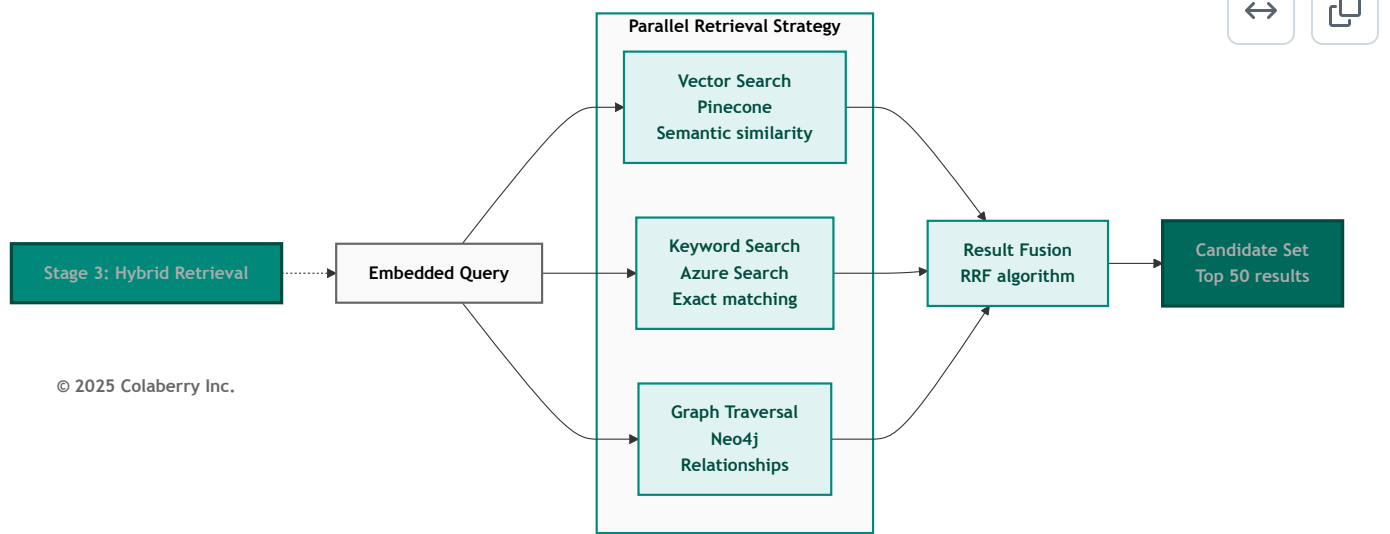 Parallel Retrieval Strategy
Vector Search
Pinecone
Semantic similarity
Stage 3: Hybrid Retrieval
Embedded Query
Keyword Search
Azure Search
Exact matching
Graph Traversal
Neo4j
Relationships
Result Fusion
RRF algorithm
Candidate Set
Top 50 results
© 2025 Colaberry Inc.